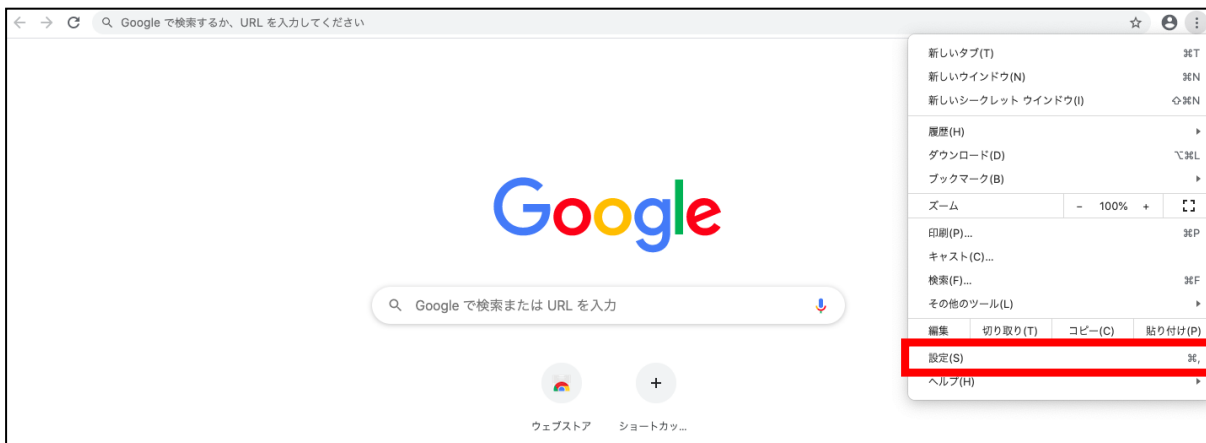 Google で検索するか、URL を入力してください
新しいタブ(T) ⌘T
新しいウインドウ(N) ⌘N
新しいシークレット ウインドウ(I) ⇧⌘N
履歴(H)
ダウンロード(D) ⌥⌘L
ブックマーク(B)
ズーム - 100% +
印刷(P)... ⌘P
キャスト(C)...
検索(F)... ⌘F
その他のツール(L)
編集 切り取り(T) コピー(C) 貼り付け(P)
設定(S) ⌘,
ヘルプ(H)
Google
Google で検索または URL を入力
ウェブストア ショートカッ...